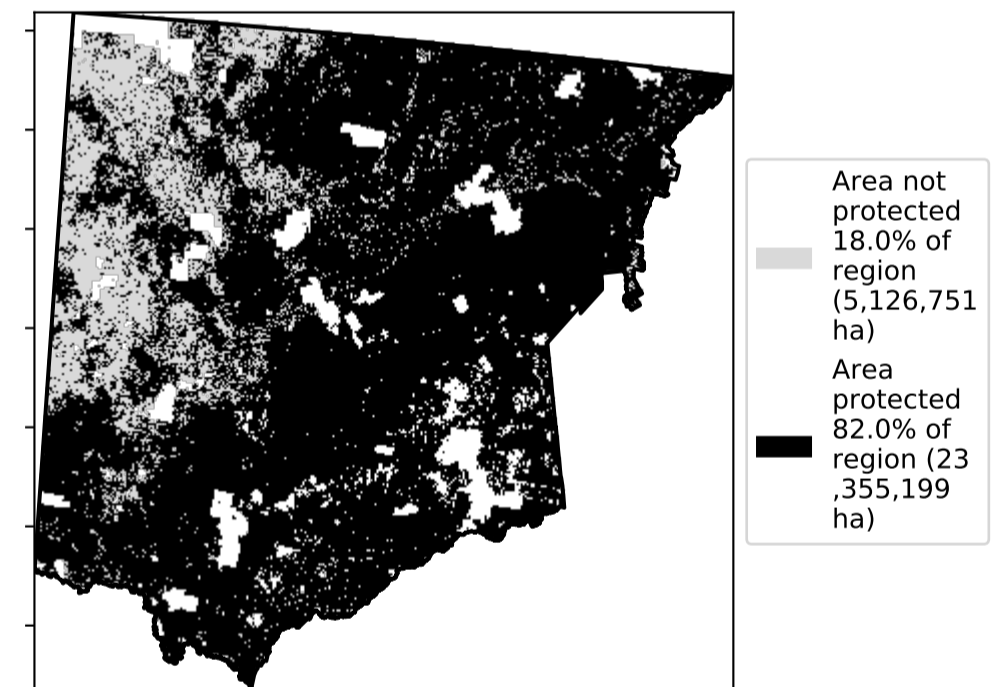 Area not
protected
18.0% of
region
(5,126,751
ha)
Area
protected
82.0% of
region (23
,355,199
ha)